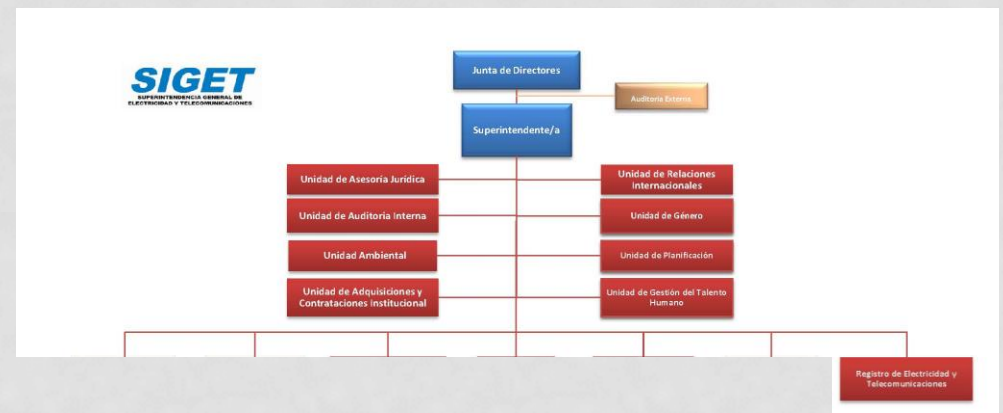 SIGET
SUPERINTENDENCIA GENERAL DE
ELECTRICIDAD Y TELECOMUNICACIONES
Junta de Directores
Auditoria Externa
Superintendente/a
Unidad de Asesoría Jurídica
Unidad de Relaciones
Internacionales
Unidad de Auditoria Interna
Unidad de Género
Unidad Ambiental
Unidad de Planificación
Unidad de Adquisiciones y
Contrataciones Institucional
Unidad de Gestión del Talento
Humano
Registro de Electricidad y
Telecomunicaciones